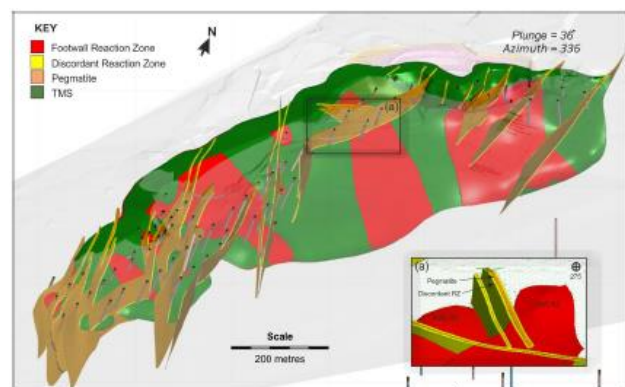 KEY
Footwall Reaction Zone
Discordant Reaction Zone
Pegmatite
TMS
N
Plunge = 36°
Azimuth = 336
(a)
Scale
200 metres
(a)
275
Pegmatite
Discordant RZ